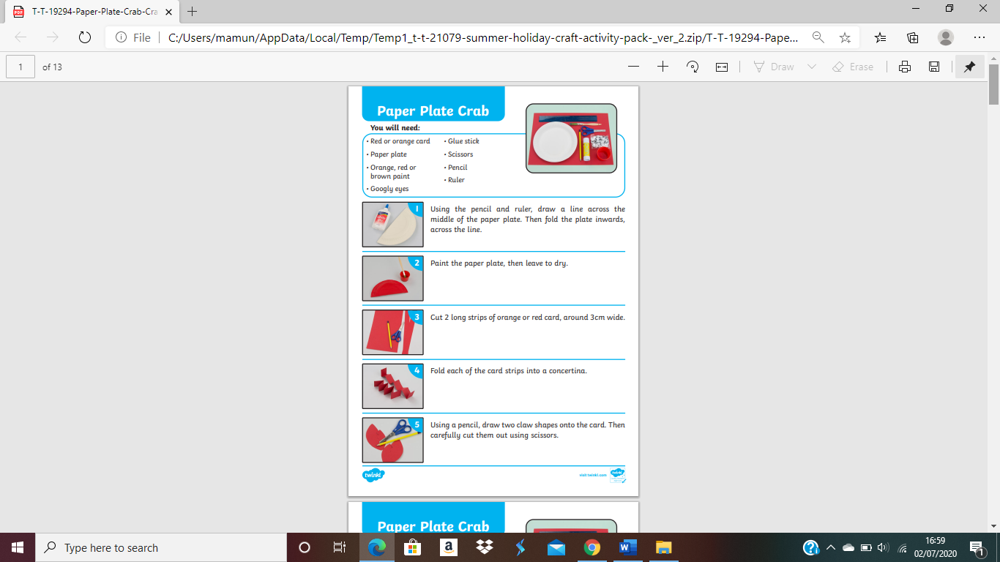 T-T-19294-Paper-Plate-Crab-Cra
File
C:/Users/mamun/AppData/Local/Temp/Temp1_t-t-21079-summer-holiday-craft-activity-pack-_ver_2.zip/T-T-19294-Pape...
1 of 13
Draw
Erase
Paper Plate Crab
You will need:
• Red or orange card
• Paper plate
• Orange, red or
brown paint
• Googly eyes
• Glue stick
• Scissors
• Pencil
• Ruler
1
Using the pencil and ruler, draw a line across the
middle of the paper plate. Then fold the plate inwards,
across the line.
2
Paint the paper plate, then leave to dry.
3
Cut 2 long strips of orange or red card, around 3cm wide.
4
Fold each of the card strips into a concertina.
5
Using a pencil, draw two claw shapes onto the card. Then
carefully cut them out using scissors.
twinkl
visit twinkl.com
twinkl
Paper Plate Crab
Type here to search
16:59
02/07/2020
1